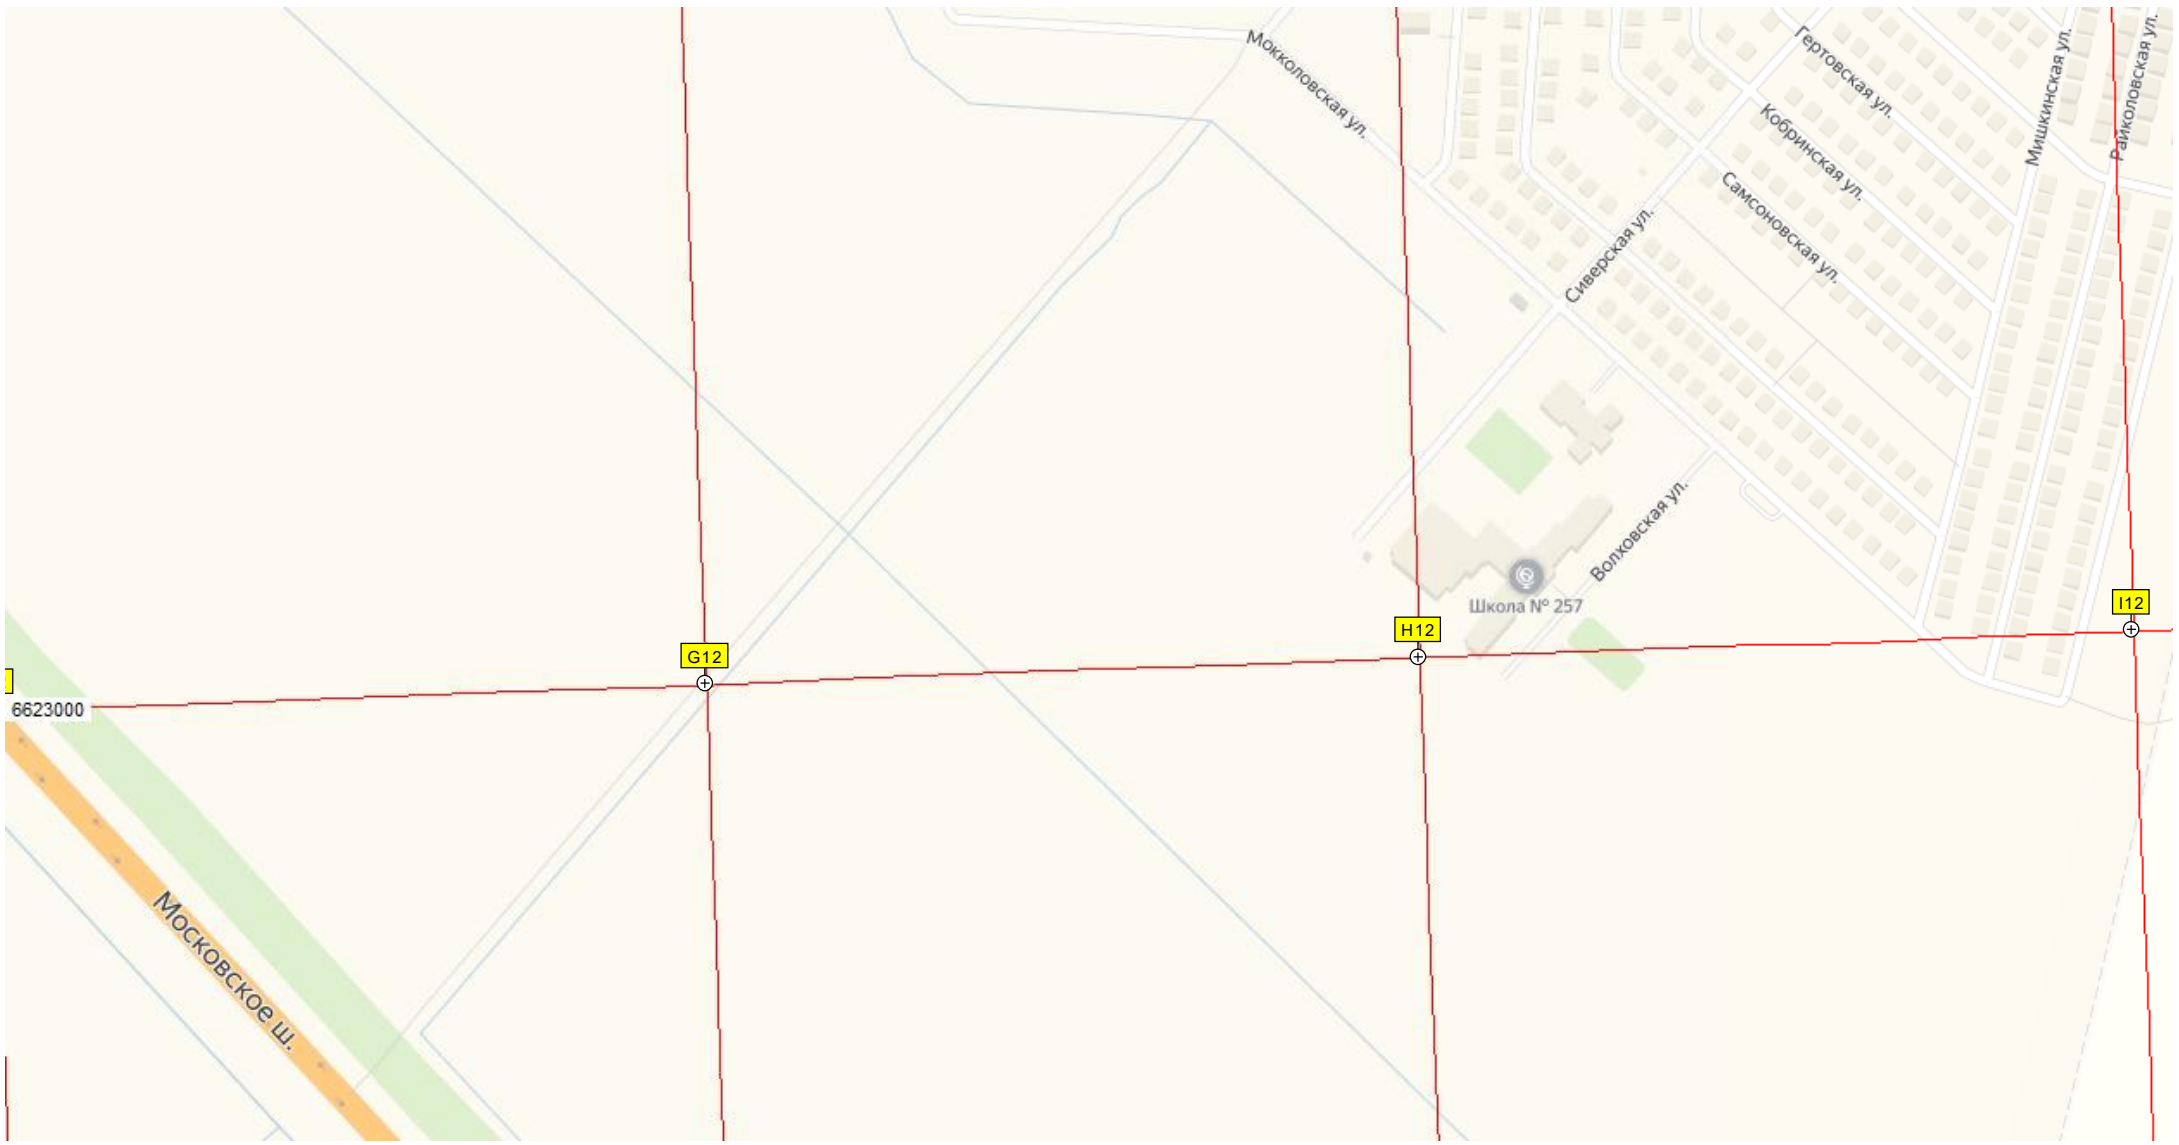 Мокколовская ул.
Гертовская ул.
Мишкинская ул.
Райколовская ул.
Кобринская ул.
Самсоновская ул.
Сиверская ул.
Волховская ул.
Школа № 257
I12
H12
G12
6623000
Московское ш.